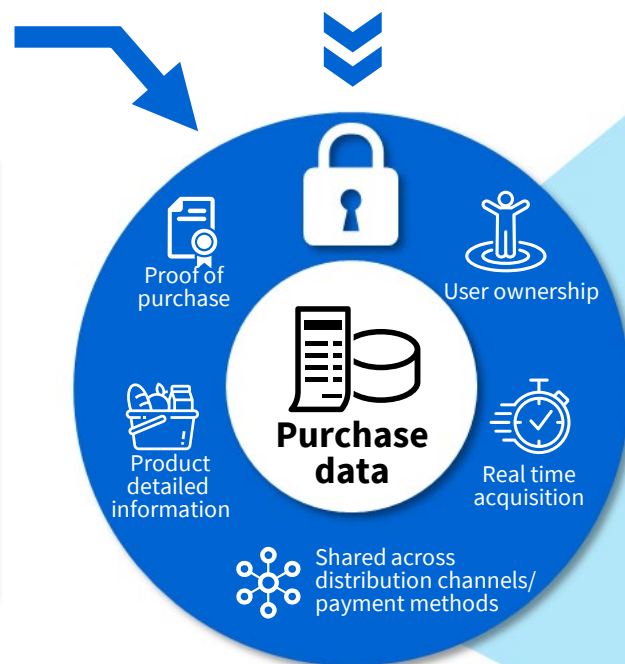 Proof of
purchase
User ownership
Purchase
data
Product
detailed
information
Real time
acquisition
Shared across
distribution channels/
payment methods